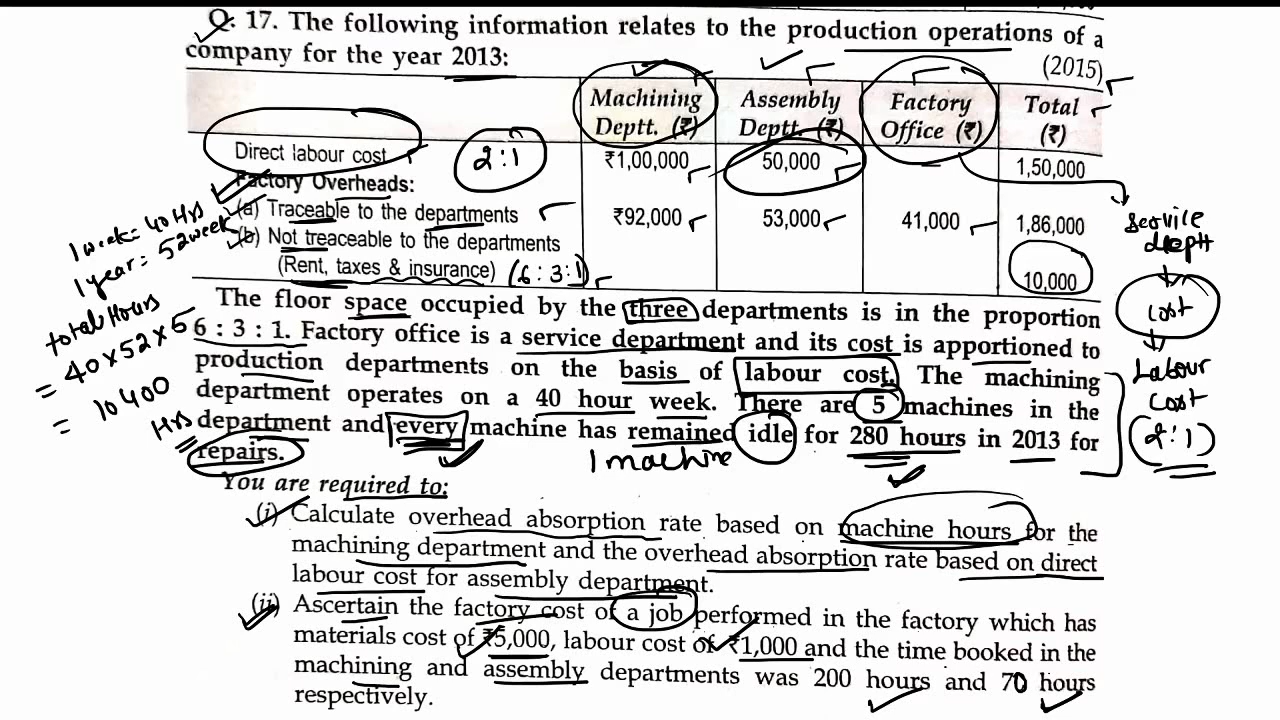 Q. 17. The following information relates to the production operations of a
company for the year 2013: (2015)
Machining Deptt. (₹) Assembly Deptt. (₹) Factory Office (₹) Total (₹)
Direct labour cost 2:1 ₹1,00,000 50,000 1,50,000
Factory Overheads:
(a) Traceable to the departments ₹92,000 53,000 41,000 1,86,000
(b) Not treaceable to the departments
(Rent, taxes & insurance) (6:3:1) 10,000
The floor space occupied by the three departments is in the proportion
6 : 3 : 1. Factory office is a service department and its cost is apportioned to
production departments on the basis of labour cost. The machining
department operates on a 40 hour week. There are 5 machines in the
department and every machine has remained idle for 280 hours in 2013 for
repairs. 1 machine
You are required to:
(i) Calculate overhead absorption rate based on machine hours for the
machining department and the overhead absorption rate based on direct
labour cost for assembly department.
(ii) Ascertain the factory cost of a job performed in the factory which has
materials cost of ₹5,000, labour cost of ₹1,000 and the time booked in the
machining and assembly departments was 200 hours and 70 hours
respectively.
1 week = 40 Hrs
1 year = 52 week
total Hours
= 40×52×5
= 10400
Hrs
Service
deptt
cost
Labour
cost
(2:1)